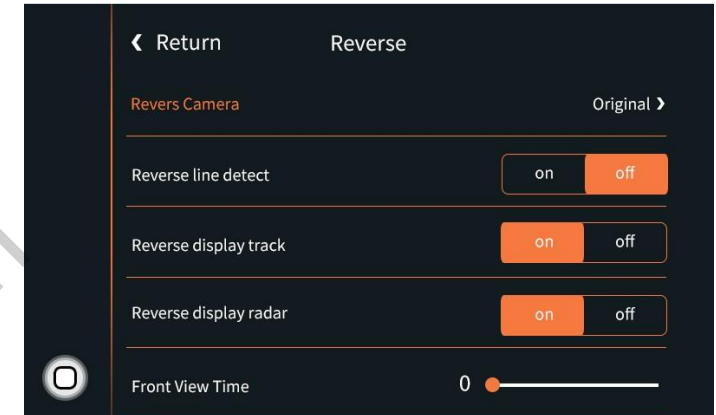 ❮ Return Reverse
Revers Camera Original ❯
Reverse line detect on off
Reverse display track on off
Reverse display radar on off
Front View Time 0